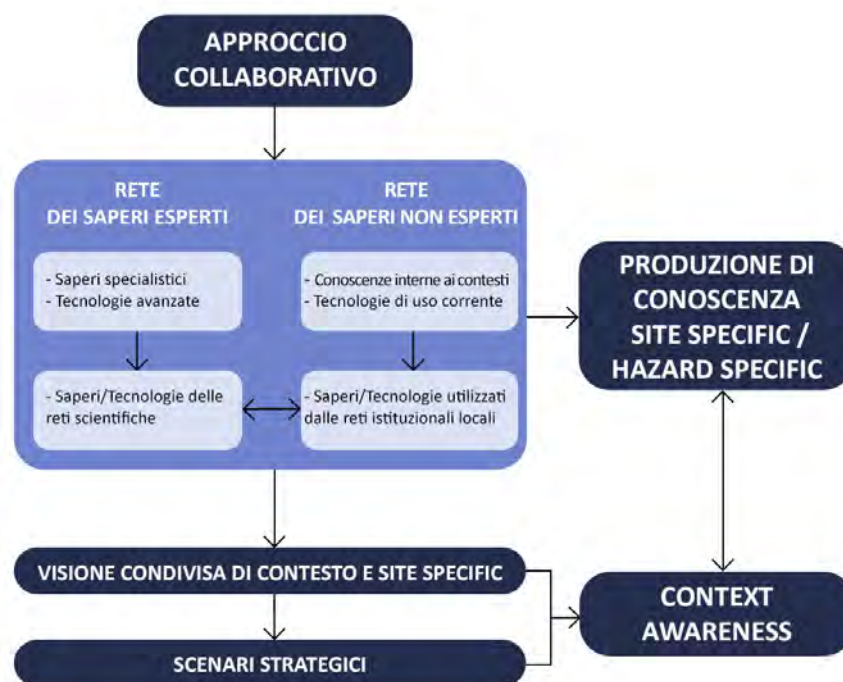 APPROCCIO
COLLABORATIVO
RETE
DEI SAPERI ESPERTI
- Saperi specialistici
- Tecnologie avanzate
- Saperi/Tecnologie delle
reti scientifiche
RETE
DEI SAPERI NON ESPERTI
- Conoscenze interne ai contesti
- Tecnologie di uso corrente
- Saperi/Tecnologie utilizzati
dalle reti istituzionali locali
PRODUZIONE DI
CONOSCENZA
SITE SPECIFIC /
HAZARD SPECIFIC
VISIONE CONDIVISA DI CONTESTO E SITE SPECIFIC
SCENARI STRATEGICI
CONTEXT
AWARENESS